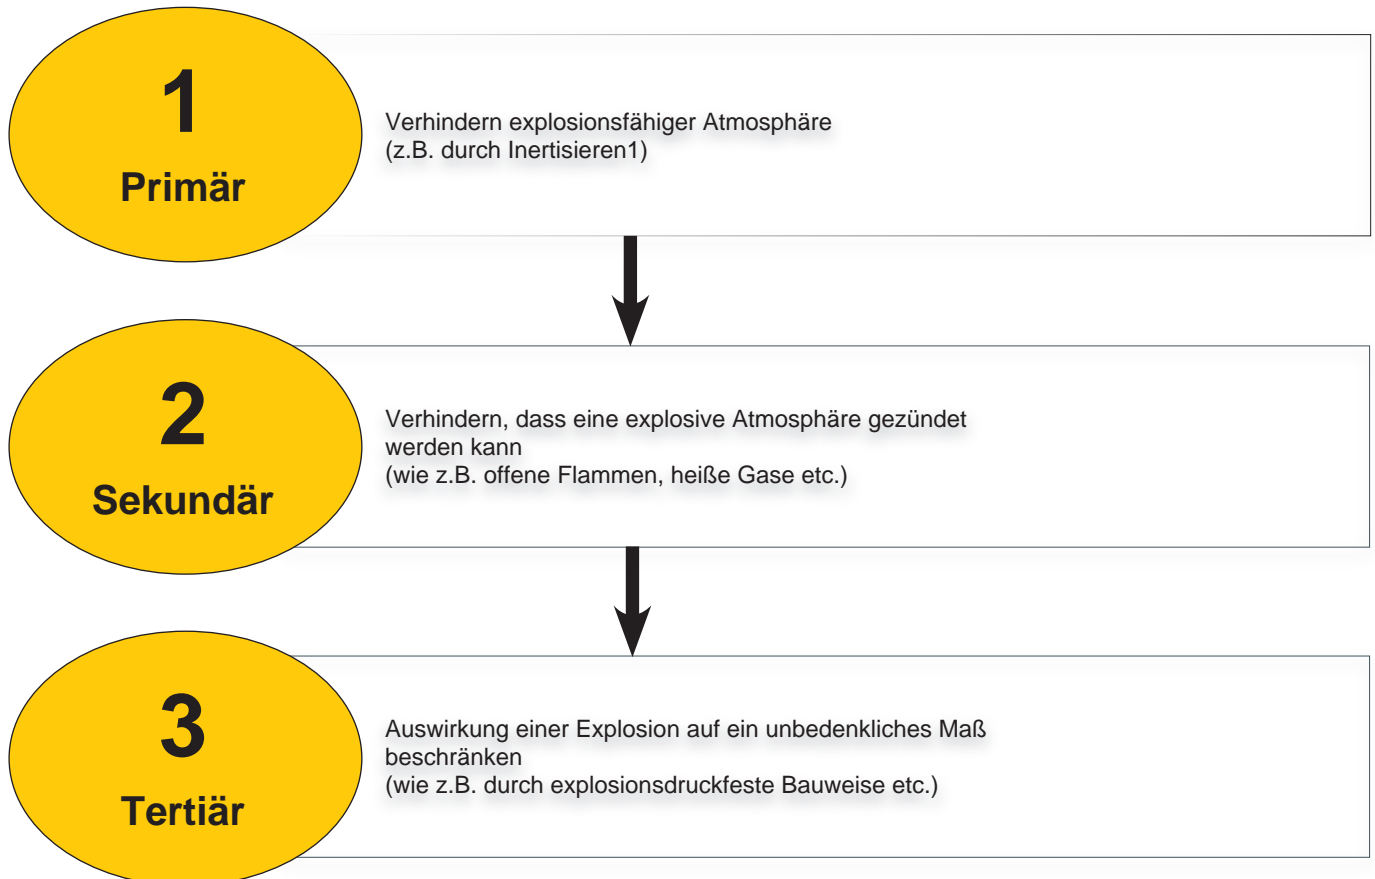 1
Primär
Verhindern explosionsfähiger Atmosphäre
(z.B. durch Inertisieren1)
2
Sekundär
Verhindern, dass eine explosive Atmosphäre gezündet
werden kann
(wie z.B. offene Flammen, heiße Gase etc.)
3
Tertiär
Auswirkung einer Explosion auf ein unbedenkliches Maß
beschränken
(wie z.B. durch explosionsdruckfeste Bauweise etc.)